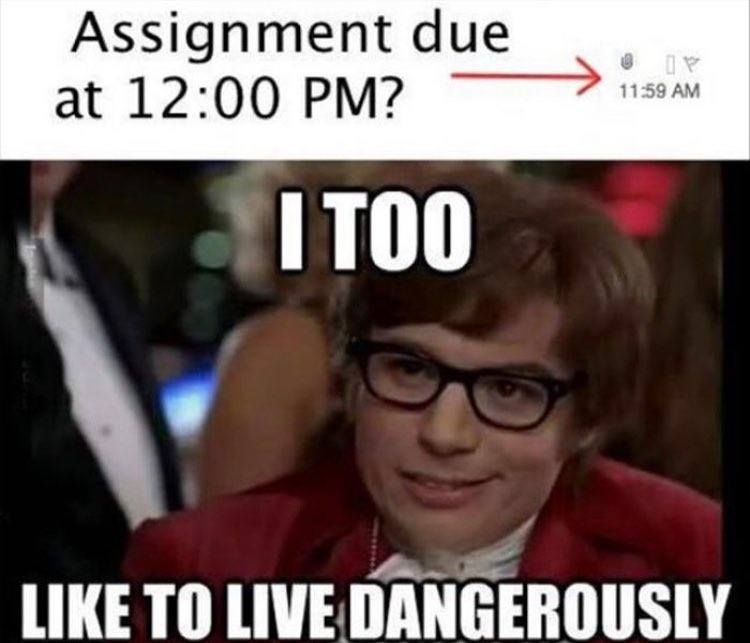 Assignment due
at 12:00 PM?
11:59 AM
I TOO
LIKE TO LIVE DANGEROUSLY